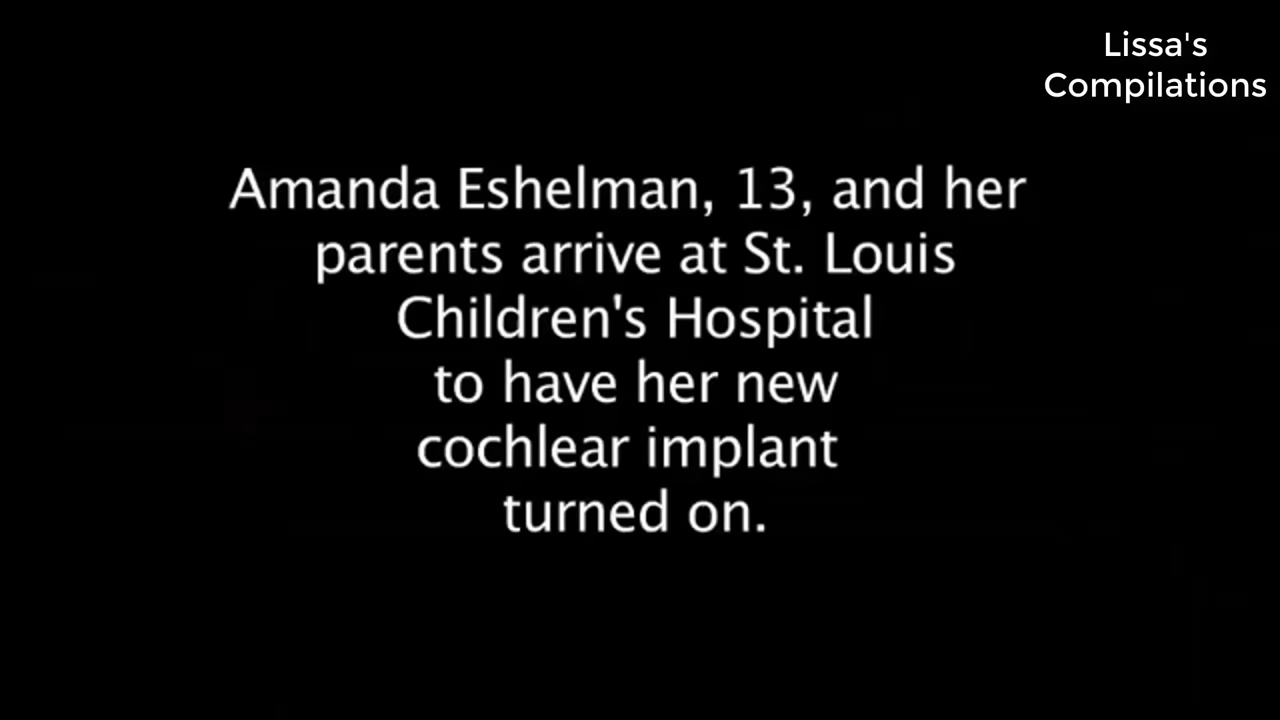 Lissa's
Compilations
Amanda Eshelman, 13, and her
parents arrive at St. Louis
Children's Hospital
to have her new
cochlear implant
turned on.